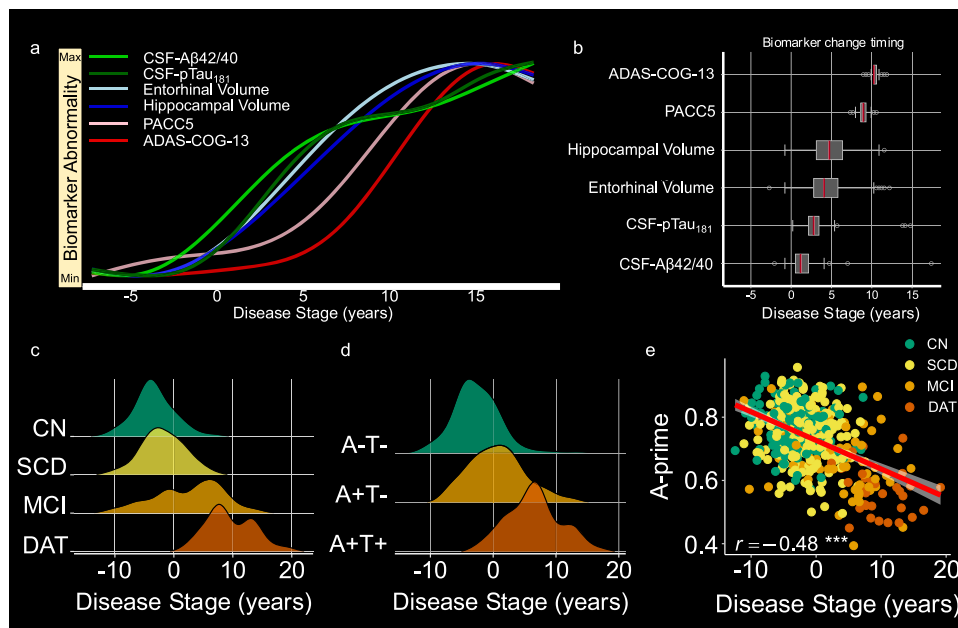 a
Biomarker Abnormality
Max
Min
CSF-Aβ42/40
CSF-pTau₁₈₁
Entorhinal Volume
Hippocampal Volume
PACC5
ADAS-COG-13
-5 0 5 10 15
Disease Stage (years)
b
Biomarker change timing
ADAS-COG-13
PACC5
Hippocampal Volume
Entorhinal Volume
CSF-pTau₁₈₁
CSF-Aβ42/40
-5 0 5 10 15
Disease Stage (years)
c
CN
SCD
MCI
DAT
-10 0 10 20
Disease Stage (years)
d
A-T-
A+T-
A+T+
-10 0 10 20
Disease Stage (years)
e
CN
SCD
MCI
DAT
A-prime
0.8
0.6
0.4
r = −0.48 ***
-10 0 10 20
Disease Stage (years)